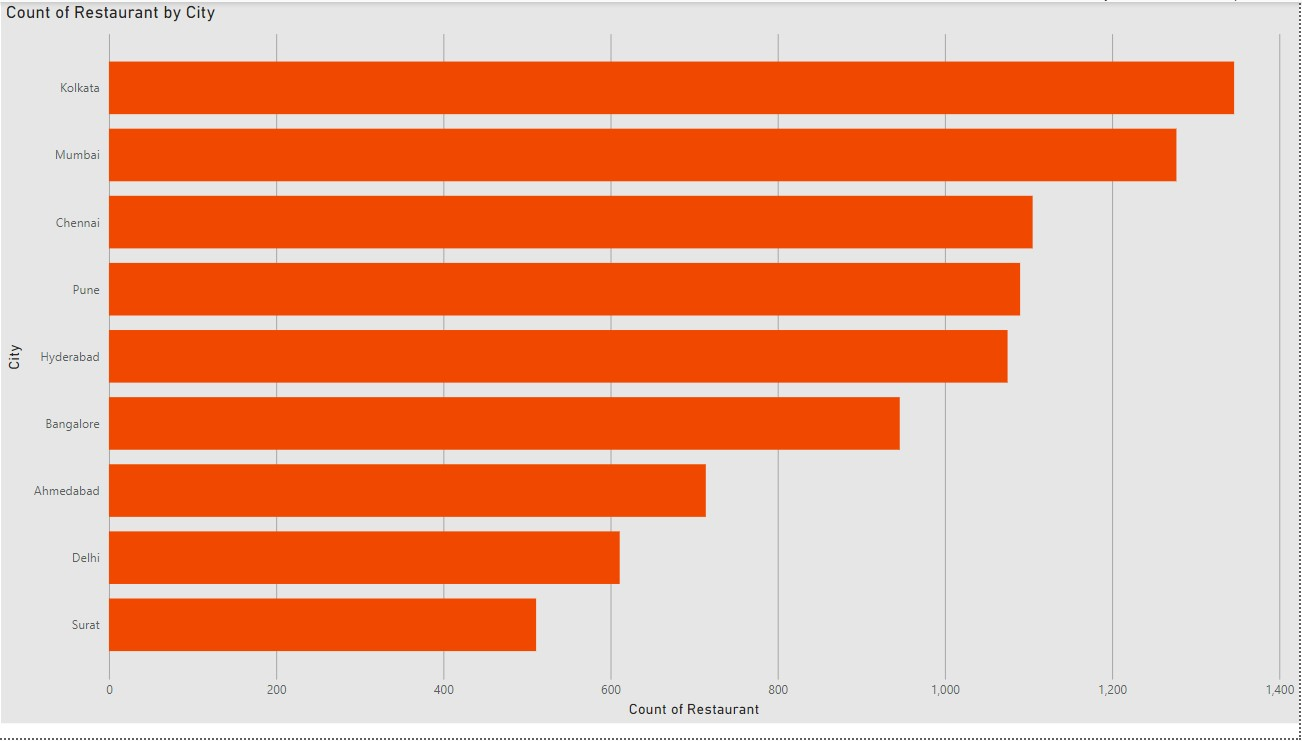 Count of Restaurant by City
Kolkata
Mumbai
Chennai
Pune
Hyderabad
Bangalore
Ahmedabad
Delhi
Surat
City
0 200 400 600 800 1,000 1,200 1,400
Count of Restaurant